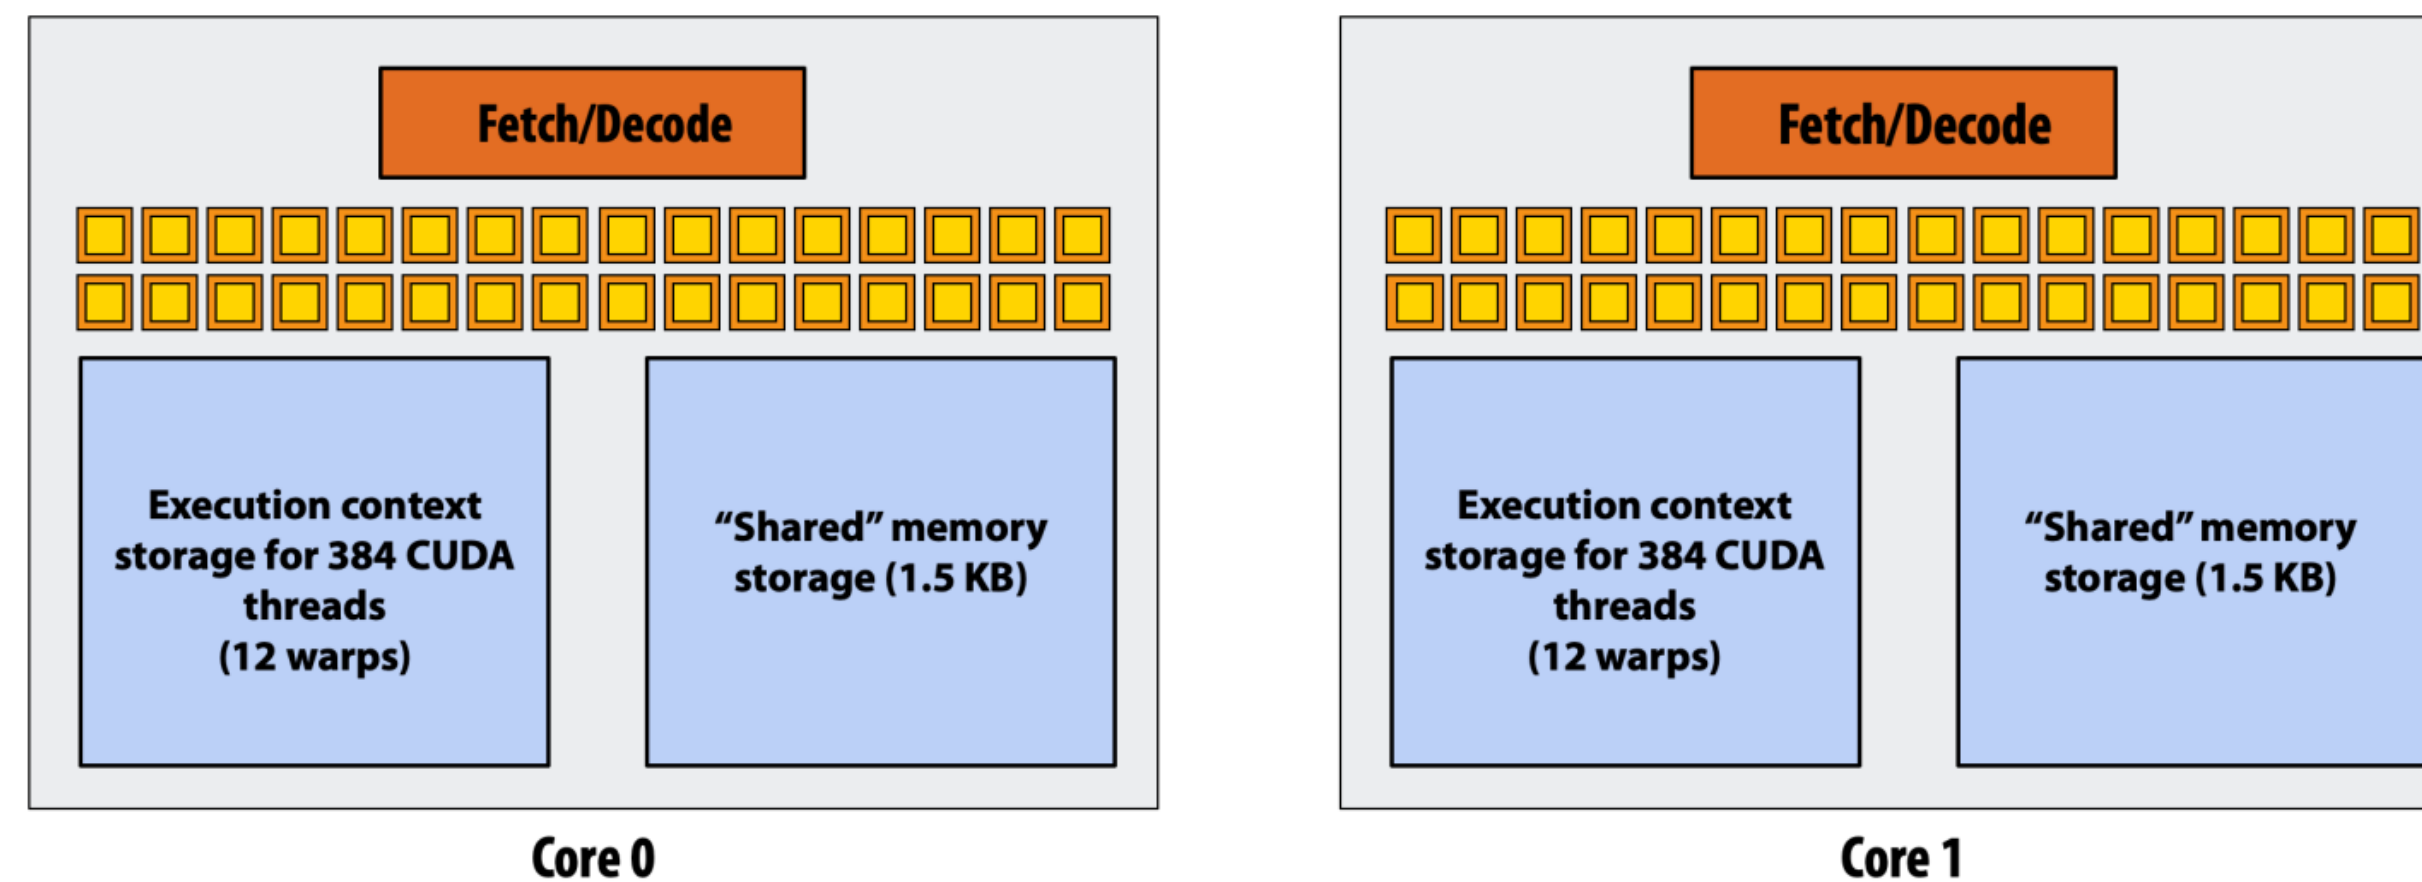 Fetch/Decode
Execution context
storage for 384 CUDA
threads
(12 warps)
“Shared” memory
storage (1.5 KB)
Core 0
Fetch/Decode
Execution context
storage for 384 CUDA
threads
(12 warps)
“Shared” memory
storage (1.5 KB)
Core 1